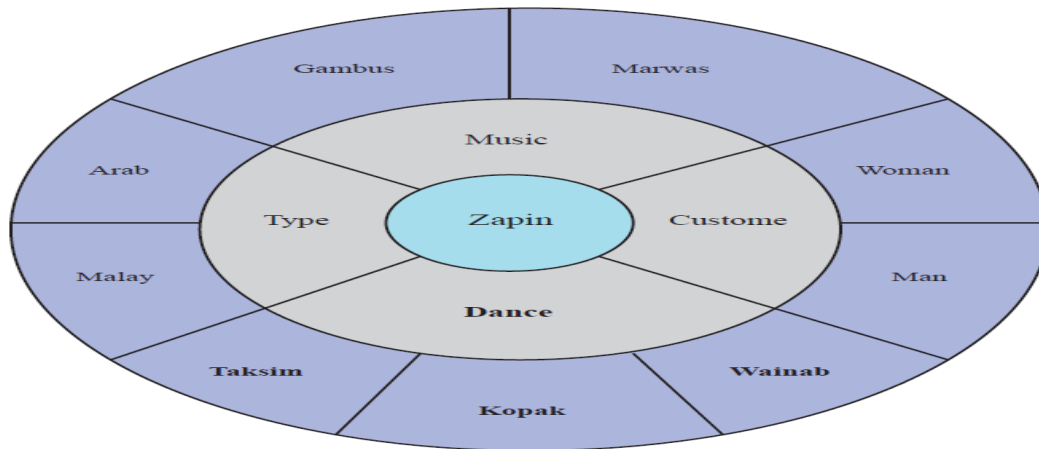 Gambus
Marwas
Music
Arab
Woman
Type
Zapin
Custome
Malay
Man
Dance
Taksim
Wainab
Kopak